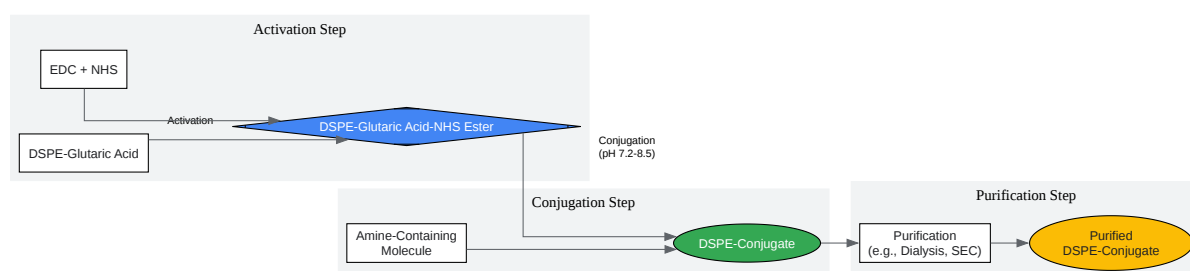 Activation Step
EDC + NHS
Activation
DSPE-Glutaric Acid-NHS Ester
DSPE-Glutaric Acid
Conjugation
(pH 7.2-8.5)
Conjugation Step
Amine-Containing
Molecule
DSPE-Conjugate
Purification Step
Purification
(e.g., Dialysis, SEC)
Purified
DSPE-Conjugate